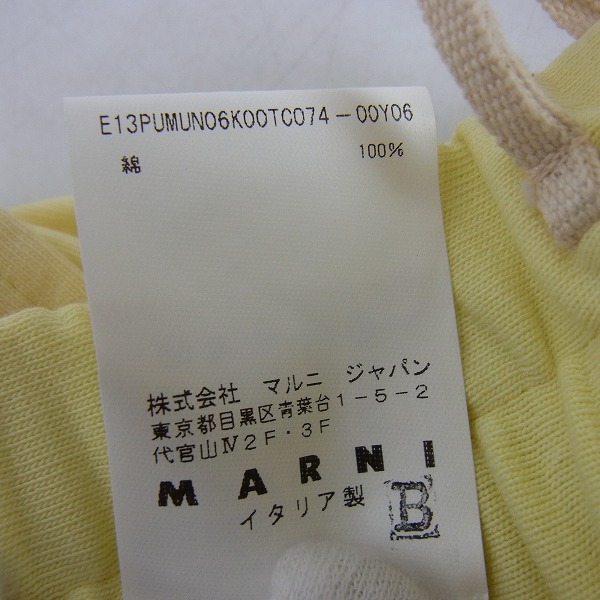 E13PUMUN06K00TC074-00Y06
綿 100%
株式会社 マルニ ジャパン
東京都目黒区青葉台1-5-2
代官山Ⅳ2F・3F
MARNI
イタリア製 B